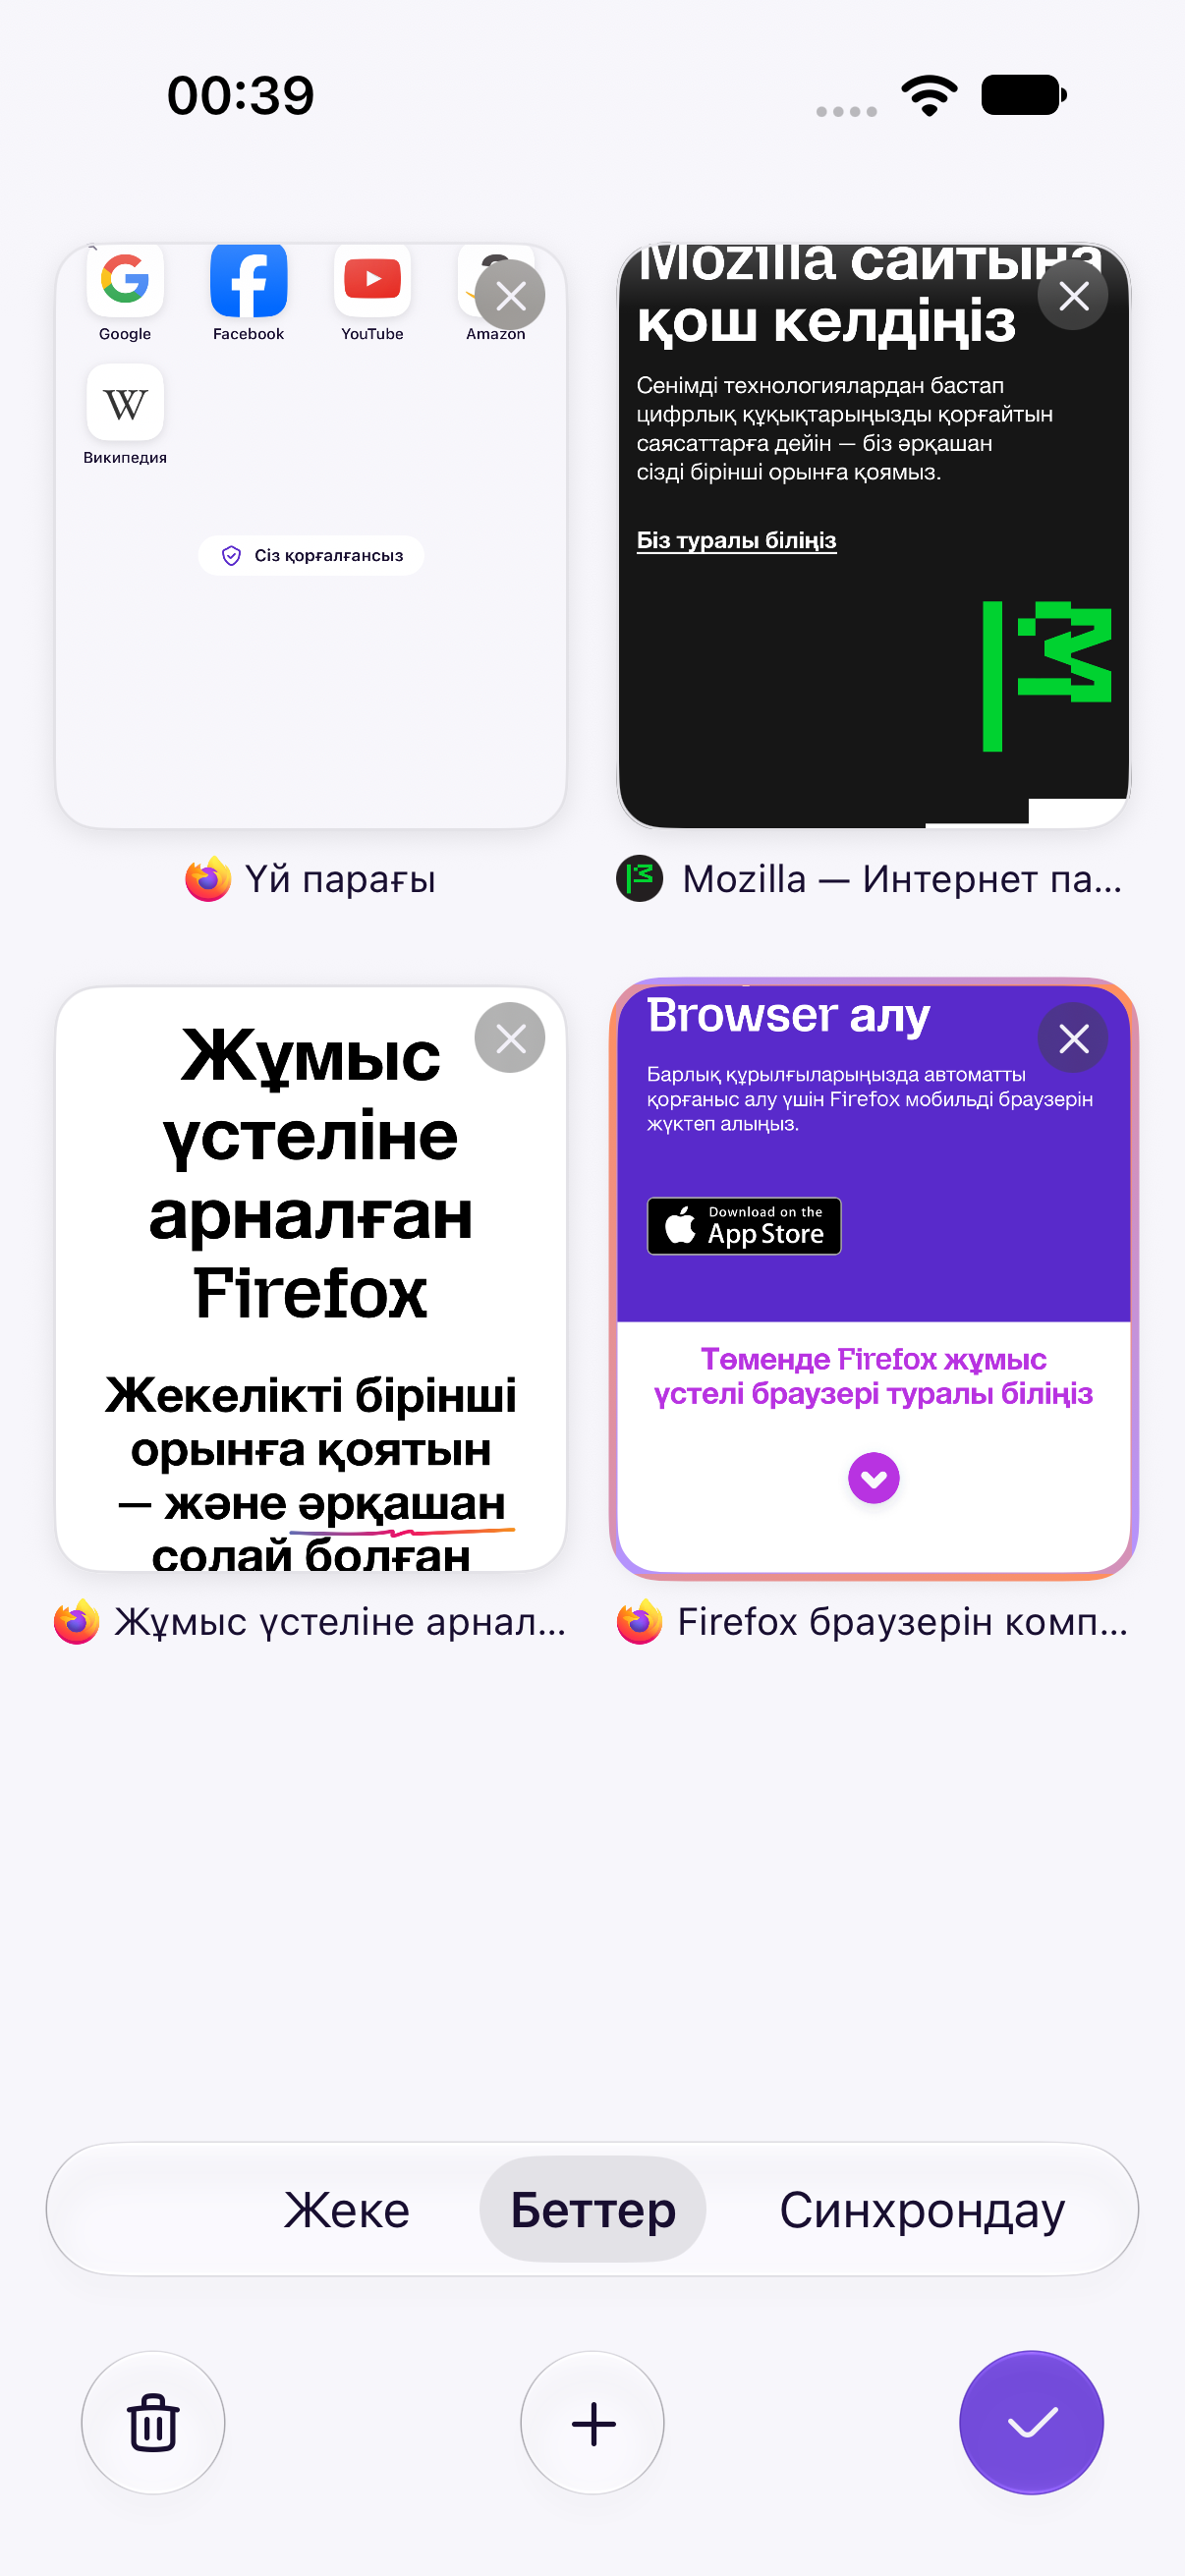 00:39
Google
Facebook
YouTube
Amazon
Википедия
Сіз қорғалғансыз
Үй парағы
Mozilla сайтына
қош келдіңіз
Сенімді технологиялардан бастап
цифрлық құқықтарыңызды қорғайтын
саясаттарға дейін — біз әрқашан
сізді бірінші орынға қоямыз.
Біз туралы біліңіз
Mozilla — Интернет па...
Жұмыс
үстеліне
арналған
Firefox
Жекелікті бірінші
орынға қоятын
— және әрқашан
солай болған
Жұмыс үстеліне арнал...
Browser алу
Барлық құрылғыларыңызда автоматты
қорғаныс алу үшін Firefox мобильді браузерін
жүктеп алыңыз.
Download on the
App Store
Төменде Firefox жұмыс
үстелі браузері туралы біліңіз
Firefox браузерін комп...
Жеке
Беттер
Синхрондау